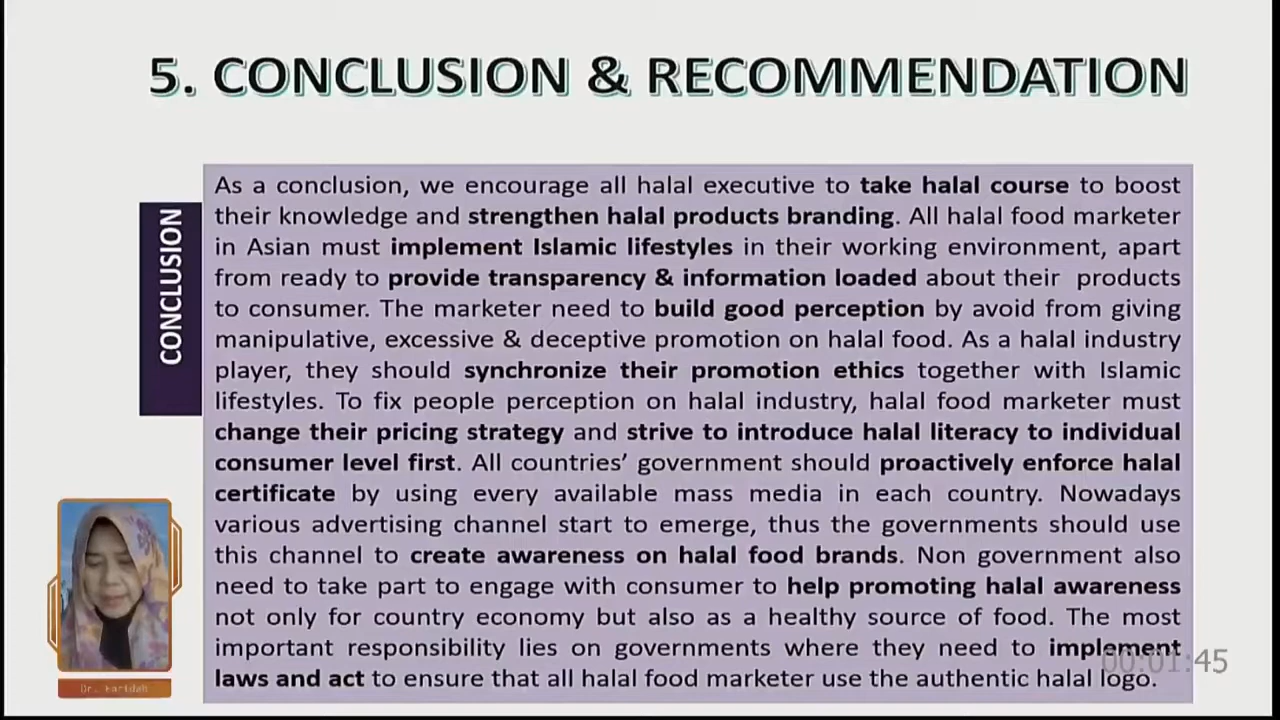 5. CONCLUSION & RECOMMENDATION
CONCLUSION
As a conclusion, we encourage all halal executive to take halal course to boost
their knowledge and strengthen halal products branding. All halal food marketer
in Asian must implement Islamic lifestyles in their working environment, apart
from ready to provide transparency & information loaded about their products
to consumer. The marketer need to build good perception by avoid from giving
manipulative, excessive & deceptive promotion on halal food. As a halal industry
player, they should synchronize their promotion ethics together with Islamic
lifestyles. To fix people perception on halal industry, halal food marketer must
change their pricing strategy and strive to introduce halal literacy to individual
consumer level first. All countries’ government should proactively enforce halal
certificate by using every available mass media in each country. Nowadays
various advertising channel start to emerge, thus the governments should use
this channel to create awareness on halal food brands. Non government also
need to take part to engage with consumer to help promoting halal awareness
not only for country economy but also as a healthy source of food. The most
important responsibility lies on governments where they need to implement
laws and act to ensure that all halal food marketer use the authentic halal logo.
00:01:45
Dr. Faridah